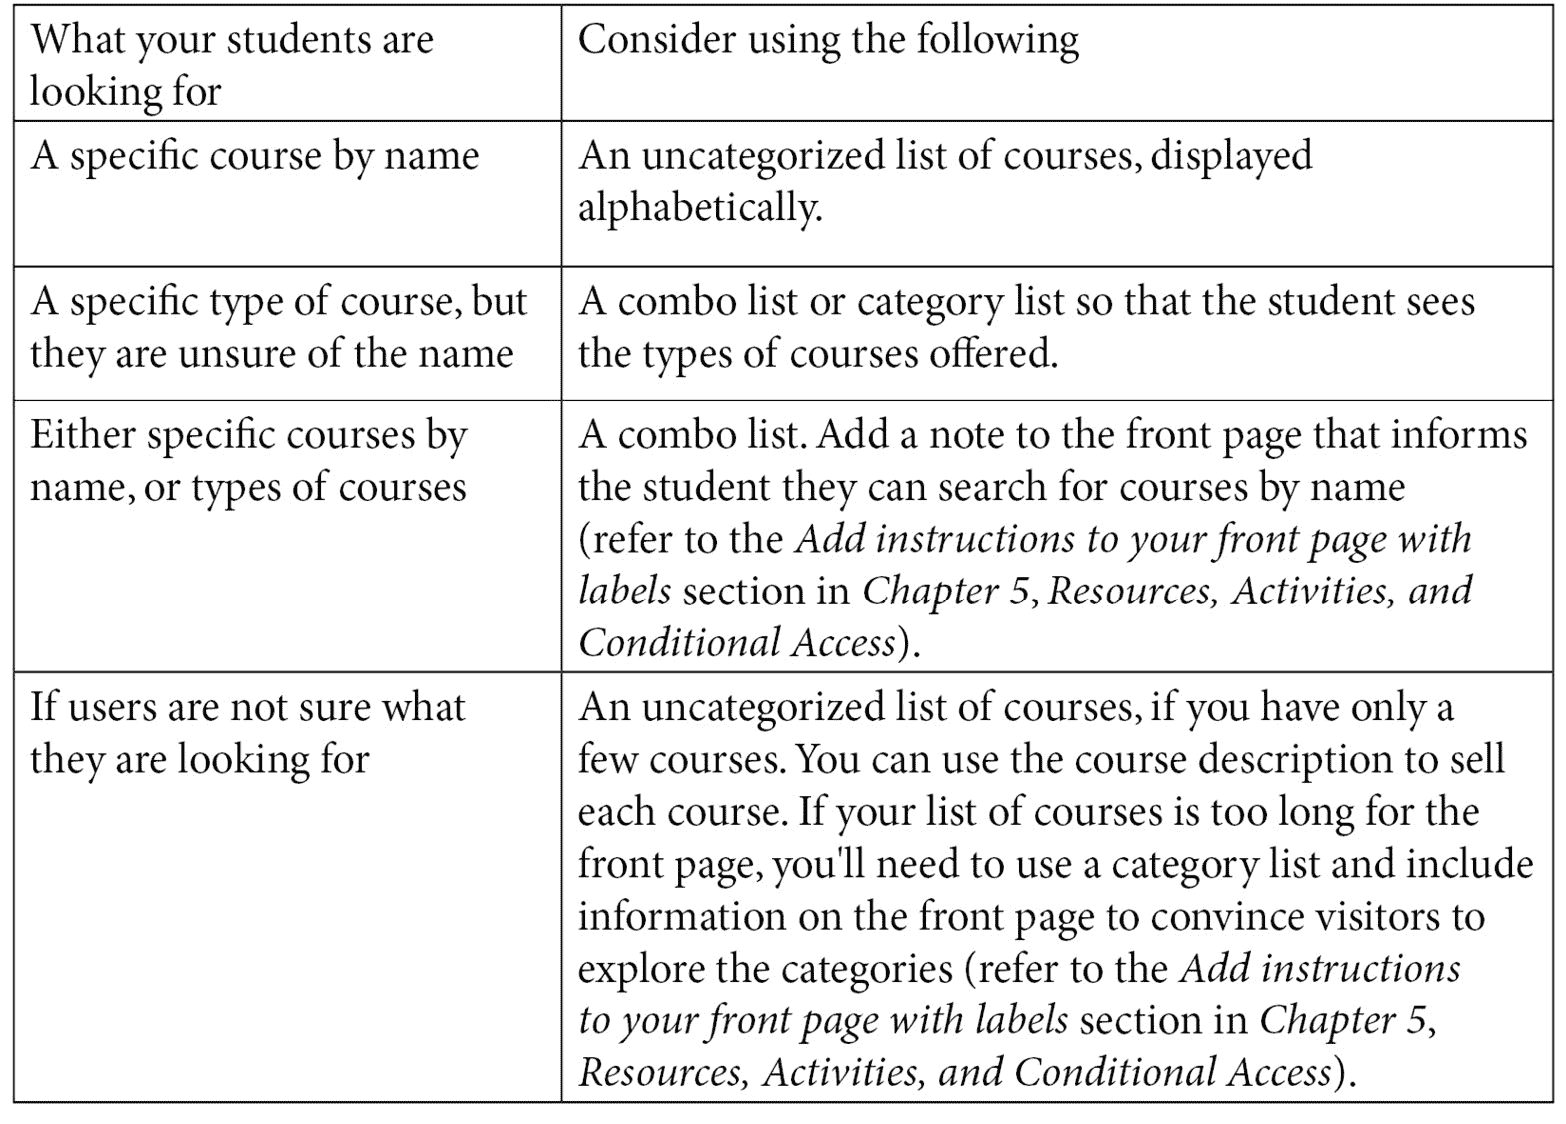 What your students are
looking for
Consider using the following
A specific course by name
An uncategorized list of courses, displayed
alphabetically.
A specific type of course, but
they are unsure of the name
A combo list or category list so that the student sees
the types of courses offered.
Either specific courses by
name, or types of courses
A combo list. Add a note to the front page that informs
the student they can search for courses by name
(refer to the Add instructions to your front page with
labels section in Chapter 5, Resources, Activities, and
Conditional Access).
If users are not sure what
they are looking for
An uncategorized list of courses, if you have only a
few courses. You can use the course description to sell
each course. If your list of courses is too long for the
front page, you'll need to use a category list and include
information on the front page to convince visitors to
explore the categories (refer to the Add instructions
to your front page with labels section in Chapter 5,
Resources, Activities, and Conditional Access).